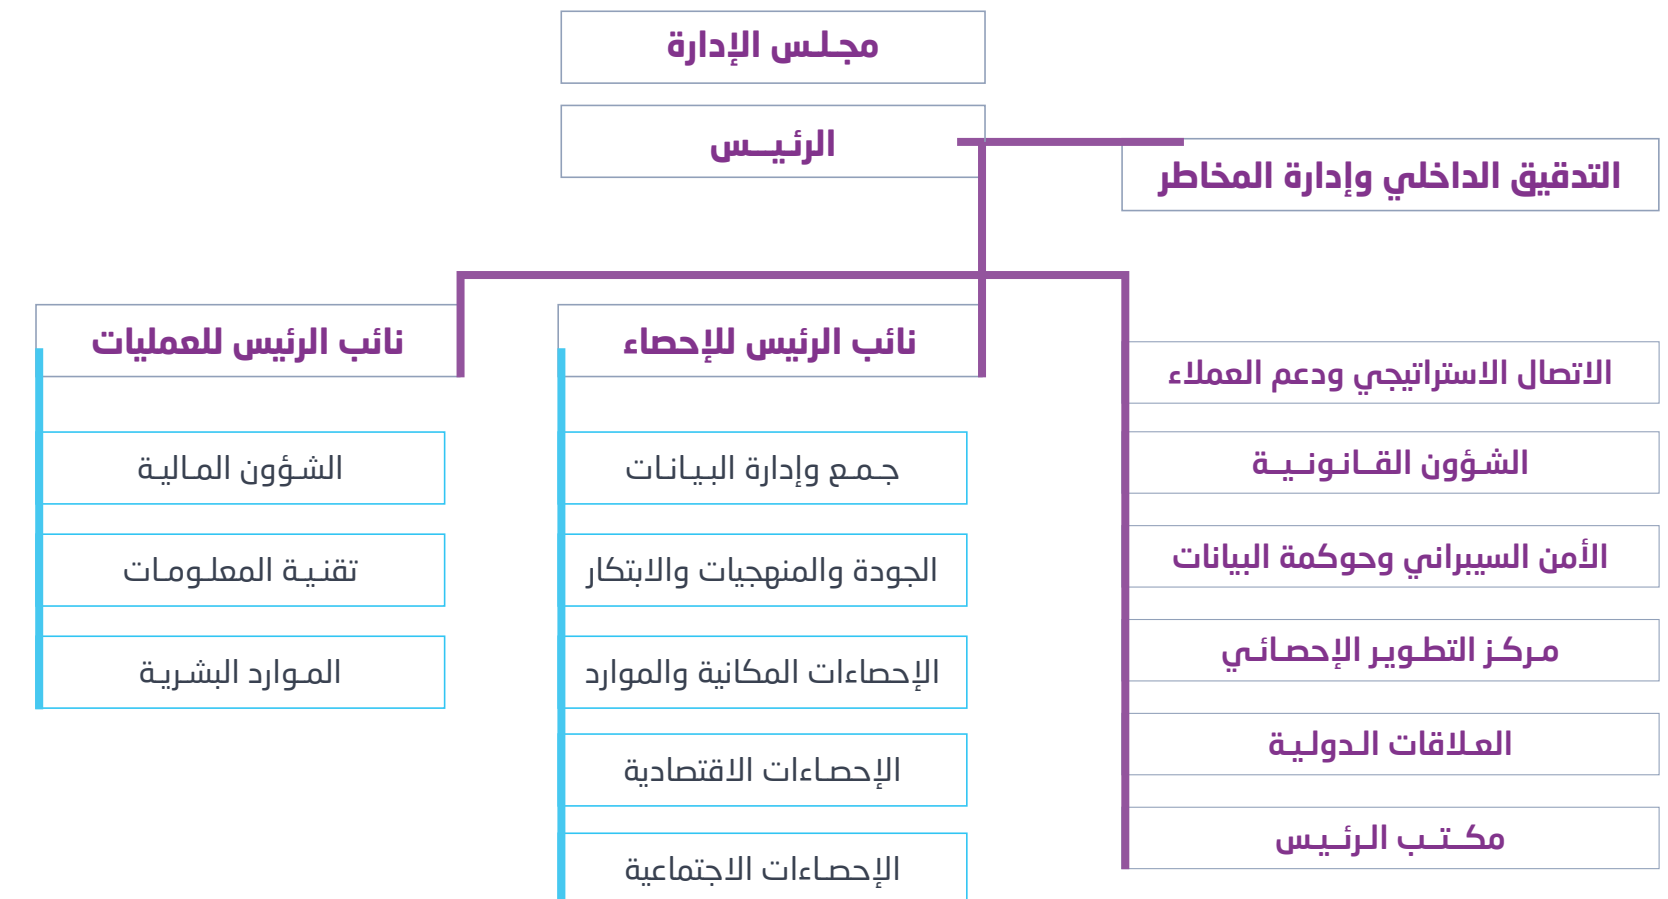 مجلس الإدارة
الرئيس
التدقيق الداخلي وإدارة المخاطر
الاتصال الاستراتيجي ودعم العملاء
الشؤون القانونية
الأمن السيبراني وحوكمة البيانات
مركز التطوير الإحصائي
العلاقات الدولية
مكتب الرئيس
نائب الرئيس للإحصاء
جمع وإدارة البيانات
الجودة والمنهجيات والابتكار
الإحصاءات المكانية والموارد
الإحصاءات الاقتصادية
الإحصاءات الاجتماعية
نائب الرئيس للعمليات
الشؤون المالية
تقنية المعلومات
الموارد البشرية